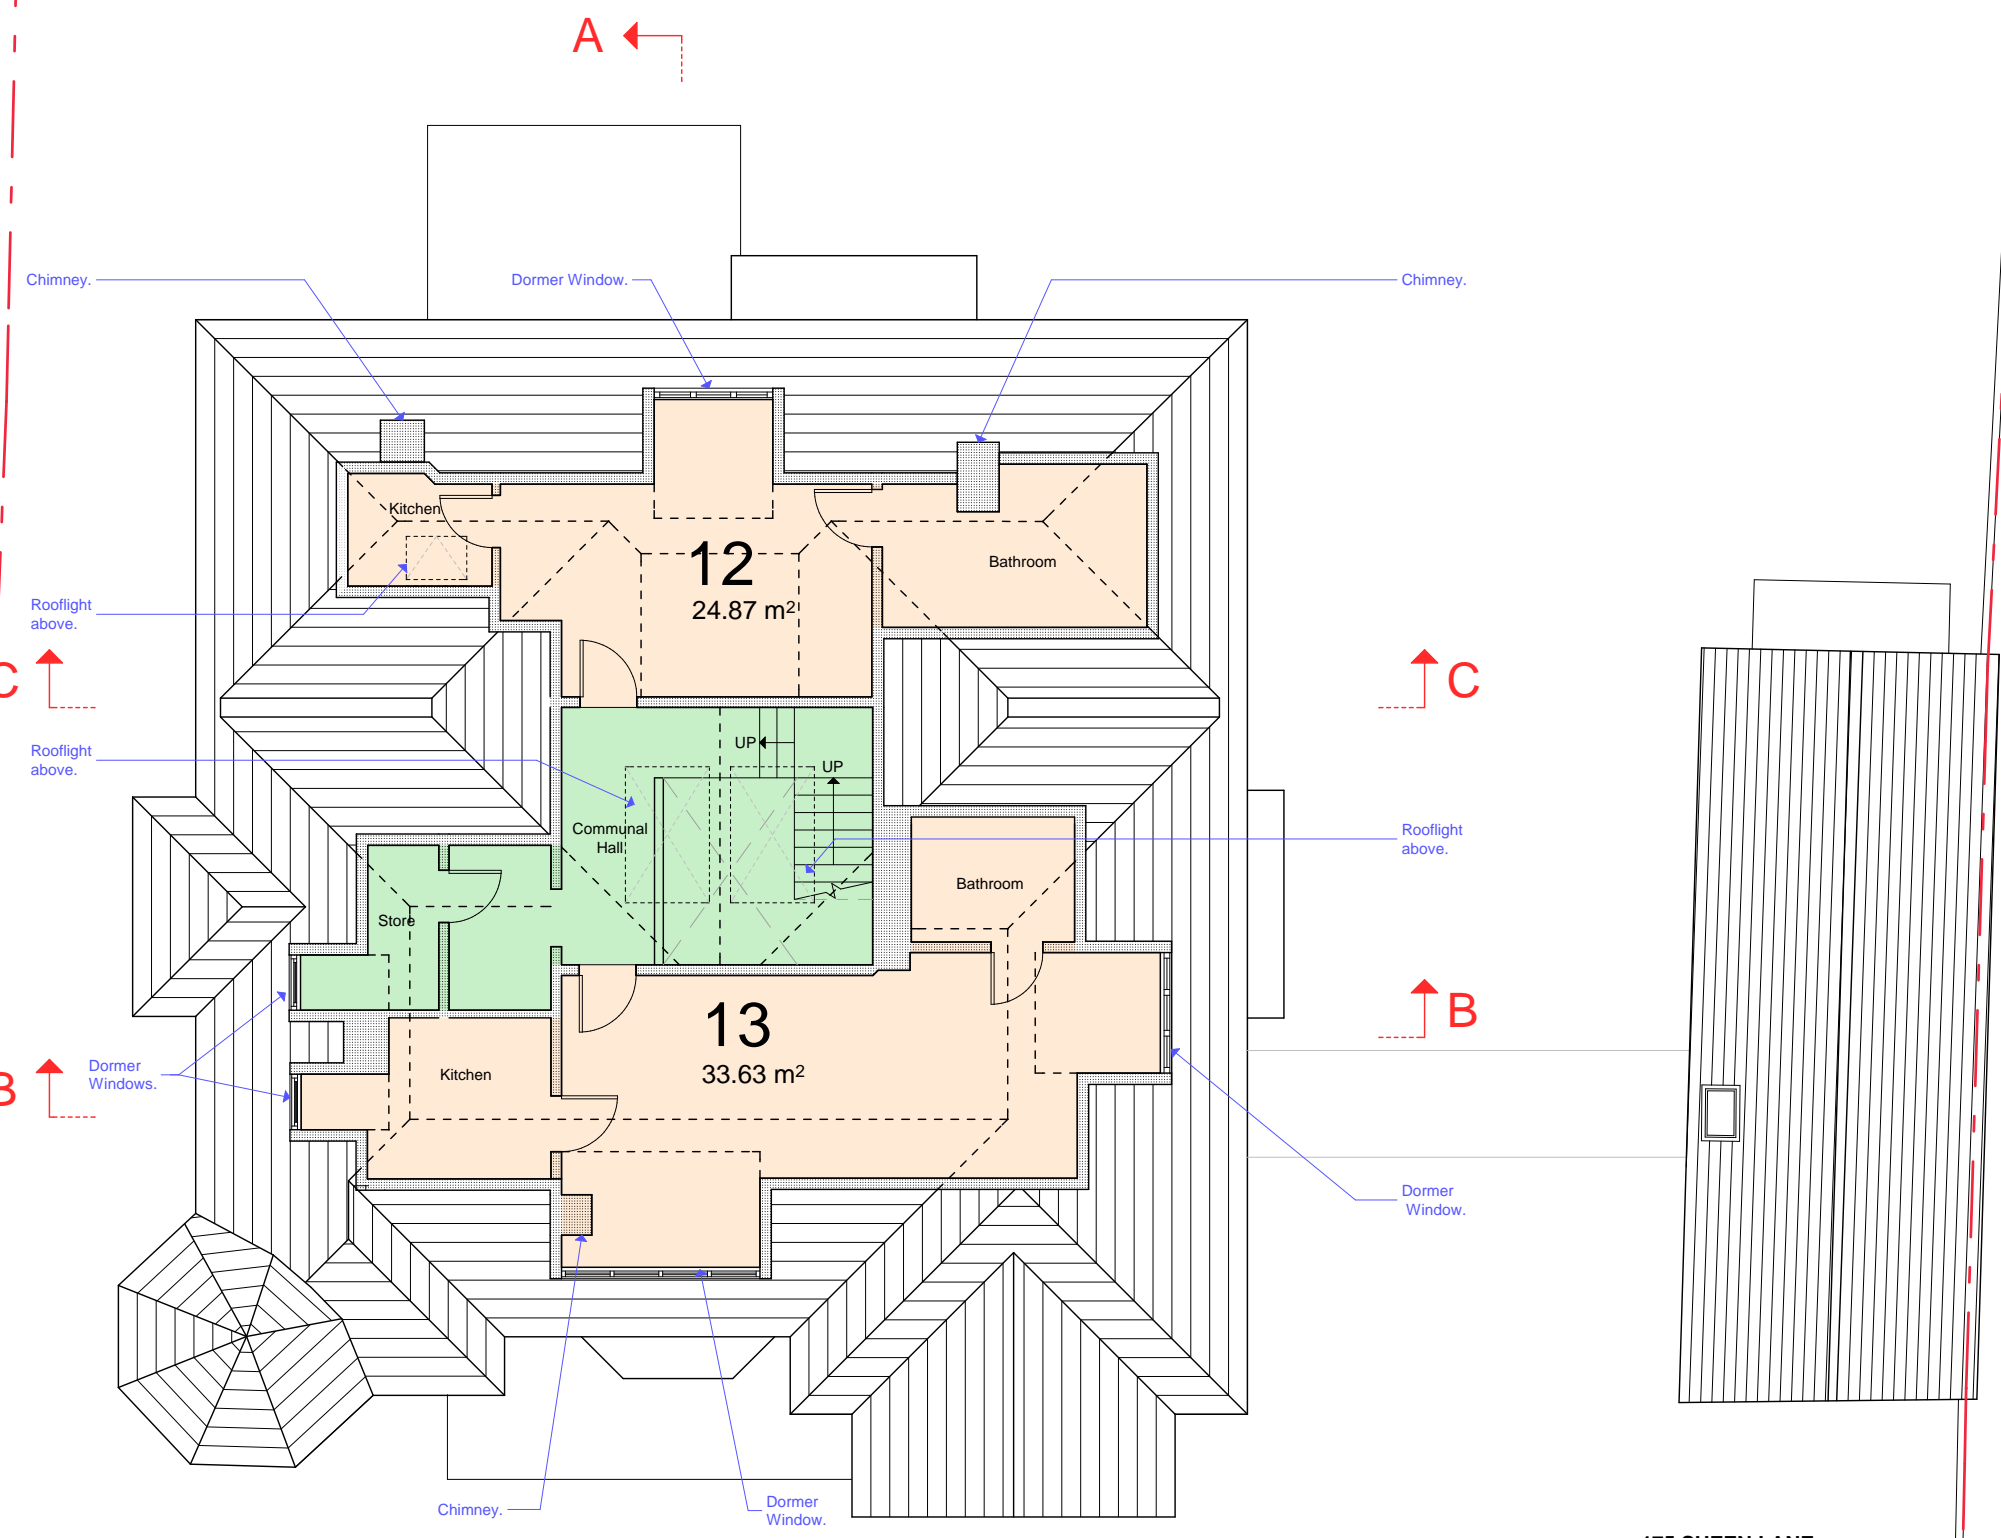 A
Chimney.
Dormer Window.
Chimney.
Kitchen
12
24.87 m²
Bathroom
Rooflight
above.
C
C
Rooflight
above.
UP
UP
Communal
Hall
Rooflight
above.
Store
Bathroom
13
33.63 m²
B
B
Dormer
Windows.
Kitchen
Dormer
Window.
Chimney.
Dormer
Window.